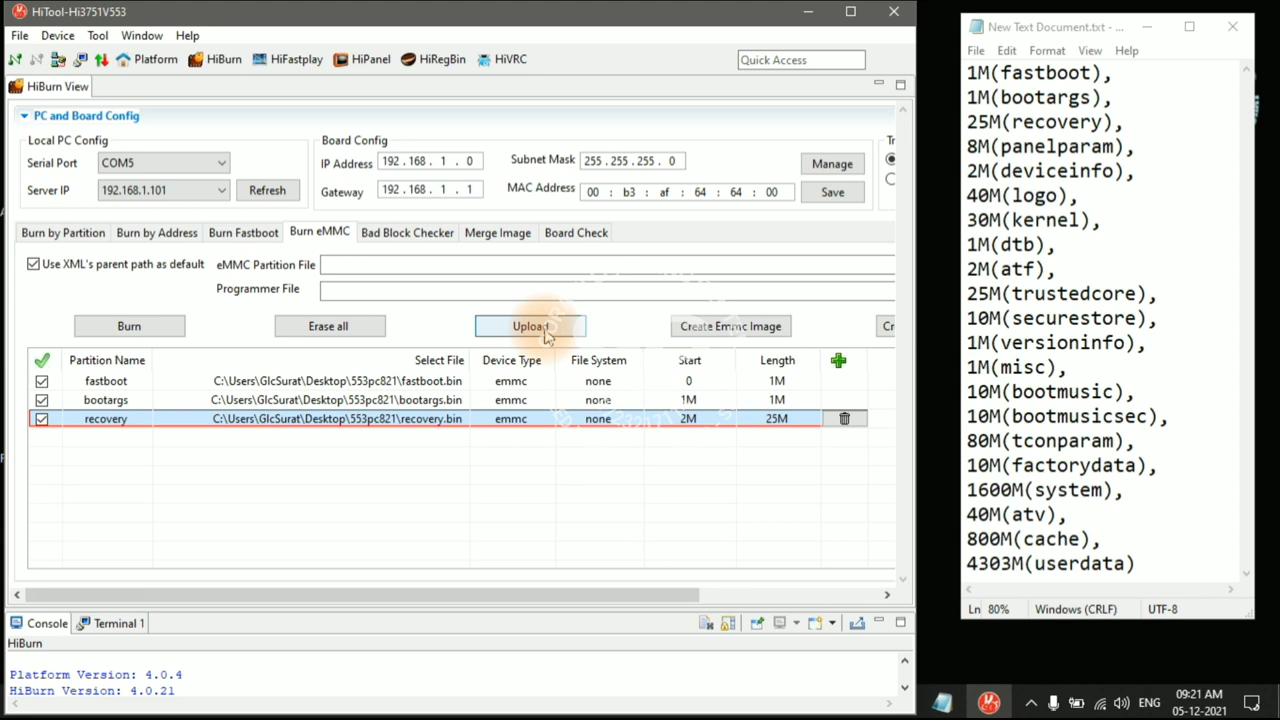 HiTool-Hi3751V553
File Device Tool Window Help
Platform HiBurn HiFastplay HiPanel HiRegBin HiVRC
Quick Access
HiBurn View
PC and Board Config
Local PC Config
Serial Port COM5
Server IP 192.168.1.101 Refresh
Board Config
IP Address 192 . 168 . 1 . 0 Subnet Mask 255 . 255 . 255 . 0 Manage
Gateway 192 . 168 . 1 . 1 MAC Address 00 : b3 : af : 64 : 64 : 00 Save
Tr
Burn by Partition Burn by Address Burn Fastboot Burn eMMC Bad Block Checker Merge Image Board Check
Use XML's parent path as default eMMC Partition File
Programmer File
Burn Erase all Upload Create Emmc Image Cr
Partition Name Select File Device Type File System Start Length
fastboot C:\Users\GlcSurat\Desktop\553pc821\fastboot.bin emmc none 0 1M
bootargs C:\Users\GlcSurat\Desktop\553pc821\bootargs.bin emmc none 1M 1M
recovery C:\Users\GlcSurat\Desktop\553pc821\recovery.bin emmc none 2M 25M
Console Terminal 1
HiBurn
Platform Version: 4.0.4
HiBurn Version: 4.0.21
New Text Document.txt - ...
File Edit Format View Help
1M(fastboot),
1M(bootargs),
25M(recovery),
8M(panelparam),
2M(deviceinfo),
40M(logo),
30M(kernel),
1M(dtb),
2M(atf),
25M(trustedcore),
10M(securestore),
1M(versioninfo),
1M(misc),
10M(bootmusic),
10M(bootmusicsec),
80M(tconparam),
10M(factorydata),
1600M(system),
40M(atv),
800M(cache),
4303M(userdata)
Ln 80% Windows (CRLF) UTF-8
ENG 09:21 AM
05-12-2021